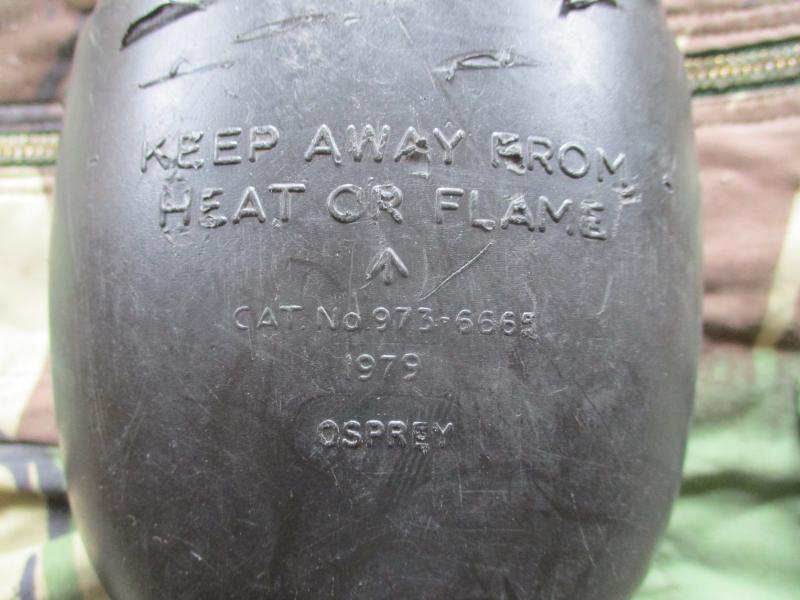 KEEP AWAY FROM
HEAT OR FLAME
CAT. No 973-6665
1979
OSPREY